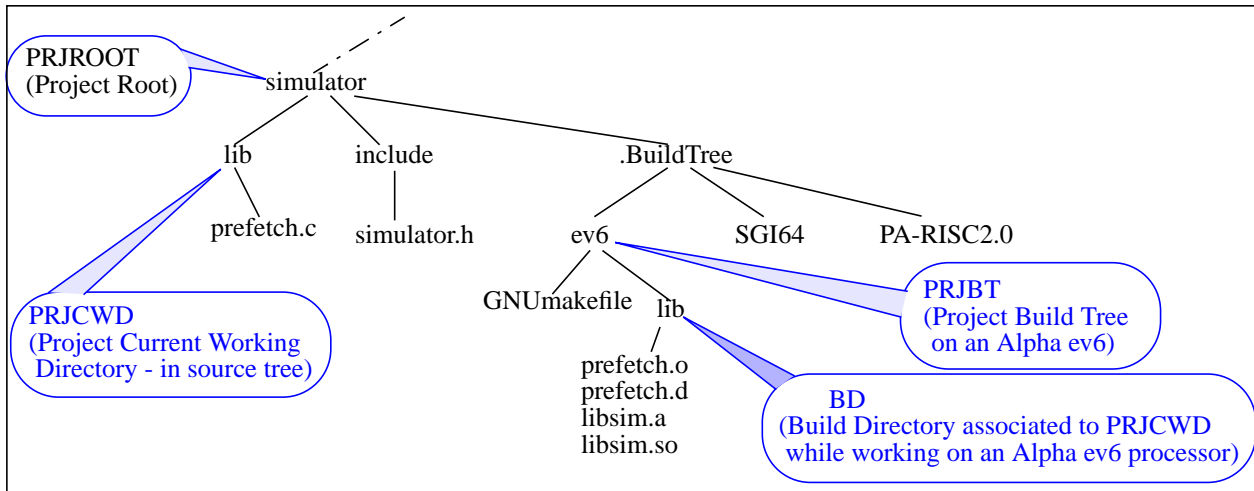 PRJROOT
(Project Root)
simulator
lib
include
.BuildTree
prefetch.c
simulator.h
ev6
SGI64
PA-RISC2.0
GNUmakefile
lib
PRJCWD
(Project Current Working
Directory - in source tree)
PRJBT
(Project Build Tree
on an Alpha ev6)
prefetch.o
prefetch.d
libsim.a
libsim.so
BD
(Build Directory associated to PRJCWD
while working on an Alpha ev6 processor)